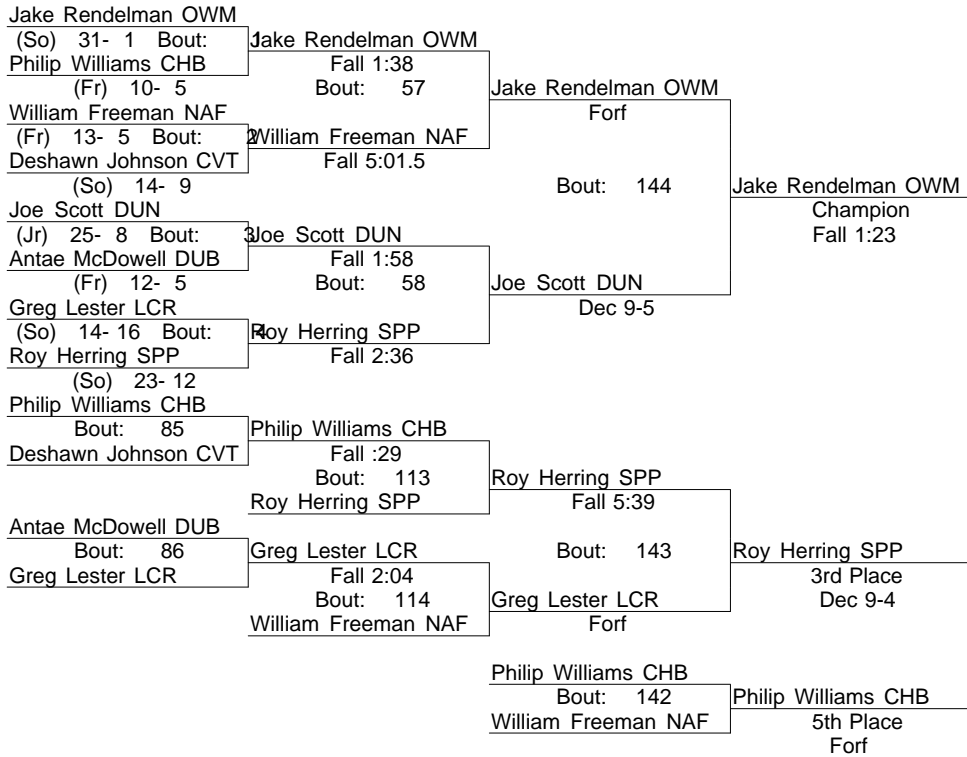 Jake Rendelman OWM
(So) 31- 1 Bout: 1
Jake Rendelman OWM
Philip Williams CHB
Fall 1:38
(Fr) 10- 5
Bout: 57
Jake Rendelman OWM
William Freeman NAF
Forf
(Fr) 13- 5 Bout: 2
William Freeman NAF
Deshawn Johnson CVT
Fall 5:01.5
(So) 14- 9
Bout: 144
Jake Rendelman OWM
Joe Scott DUN
Champion
(Jr) 25- 8 Bout: 3
Joe Scott DUN
Fall 1:23
Antae McDowell DUB
Fall 1:58
(Fr) 12- 5
Bout: 58
Joe Scott DUN
Greg Lester LCR
Dec 9-5
(So) 14- 16 Bout: 4
Roy Herring SPP
Roy Herring SPP
Fall 2:36
(So) 23- 12
Philip Williams CHB
Bout: 85
Philip Williams CHB
Deshawn Johnson CVT
Fall :29
Bout: 113
Roy Herring SPP
Roy Herring SPP
Fall 5:39
Antae McDowell DUB
Bout: 86
Greg Lester LCR
Bout: 143
Roy Herring SPP
Greg Lester LCR
Fall 2:04
3rd Place
Bout: 114
Greg Lester LCR
Dec 9-4
William Freeman NAF
Forf
Philip Williams CHB
Bout: 142
Philip Williams CHB
William Freeman NAF
5th Place
Forf